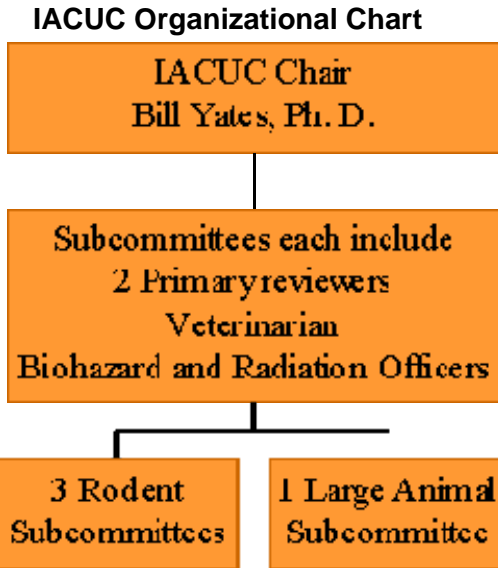 IACUC Organizational Chart
IACUC Chair
Bill Yates, Ph. D.
Subcommittees each include
2 Primary reviewers
Veterinarian
Biohazard and Radiation Officers
3 Rodent
Subcommittees
1 Large Animal
Subcommittee